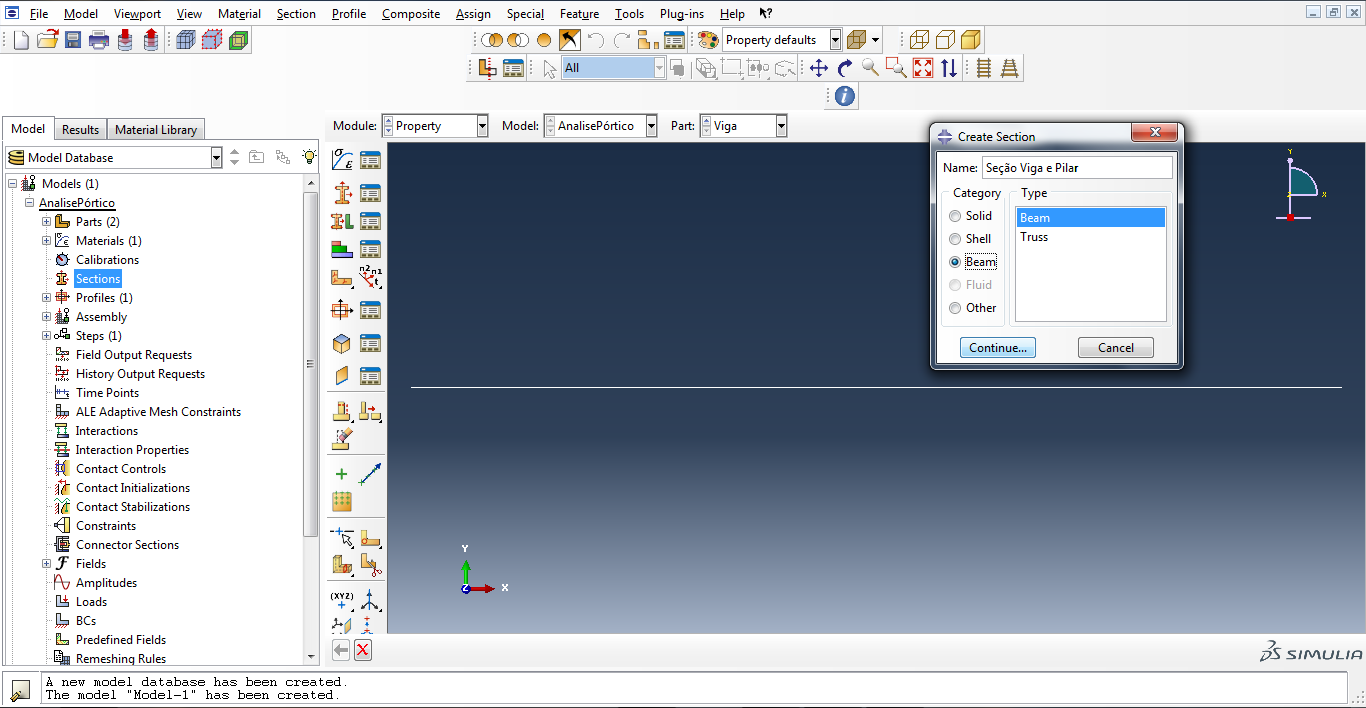 File Model Viewport View Material Section Profile Composite Assign Special Feature Tools Plug-ins Help
Property defaults
All
Model Results Material Library
Module: Property Model: AnalisePórtico Part: Viga
Model Database
Models (1)
AnalisePórtico
Parts (2)
Materials (1)
Calibrations
Sections
Profiles (1)
Assembly
Steps (1)
Field Output Requests
History Output Requests
Time Points
ALE Adaptive Mesh Constraints
Interactions
Interaction Properties
Contact Controls
Contact Initializations
Contact Stabilizations
Constraints
Connector Sections
Fields
Amplitudes
Loads
BCs
Predefined Fields
Remeshing Rules
σ
ε
n2 n1
t
(XYZ)
Create Section
Name: Seção Viga e Pilar
Category Type
Solid
Shell
Beam
Fluid
Other
Beam
Truss
Continue... Cancel
Y
X
Z
Y
X
Z
SIMULIA
A new model database has been created.
The model "Model-1" has been created.